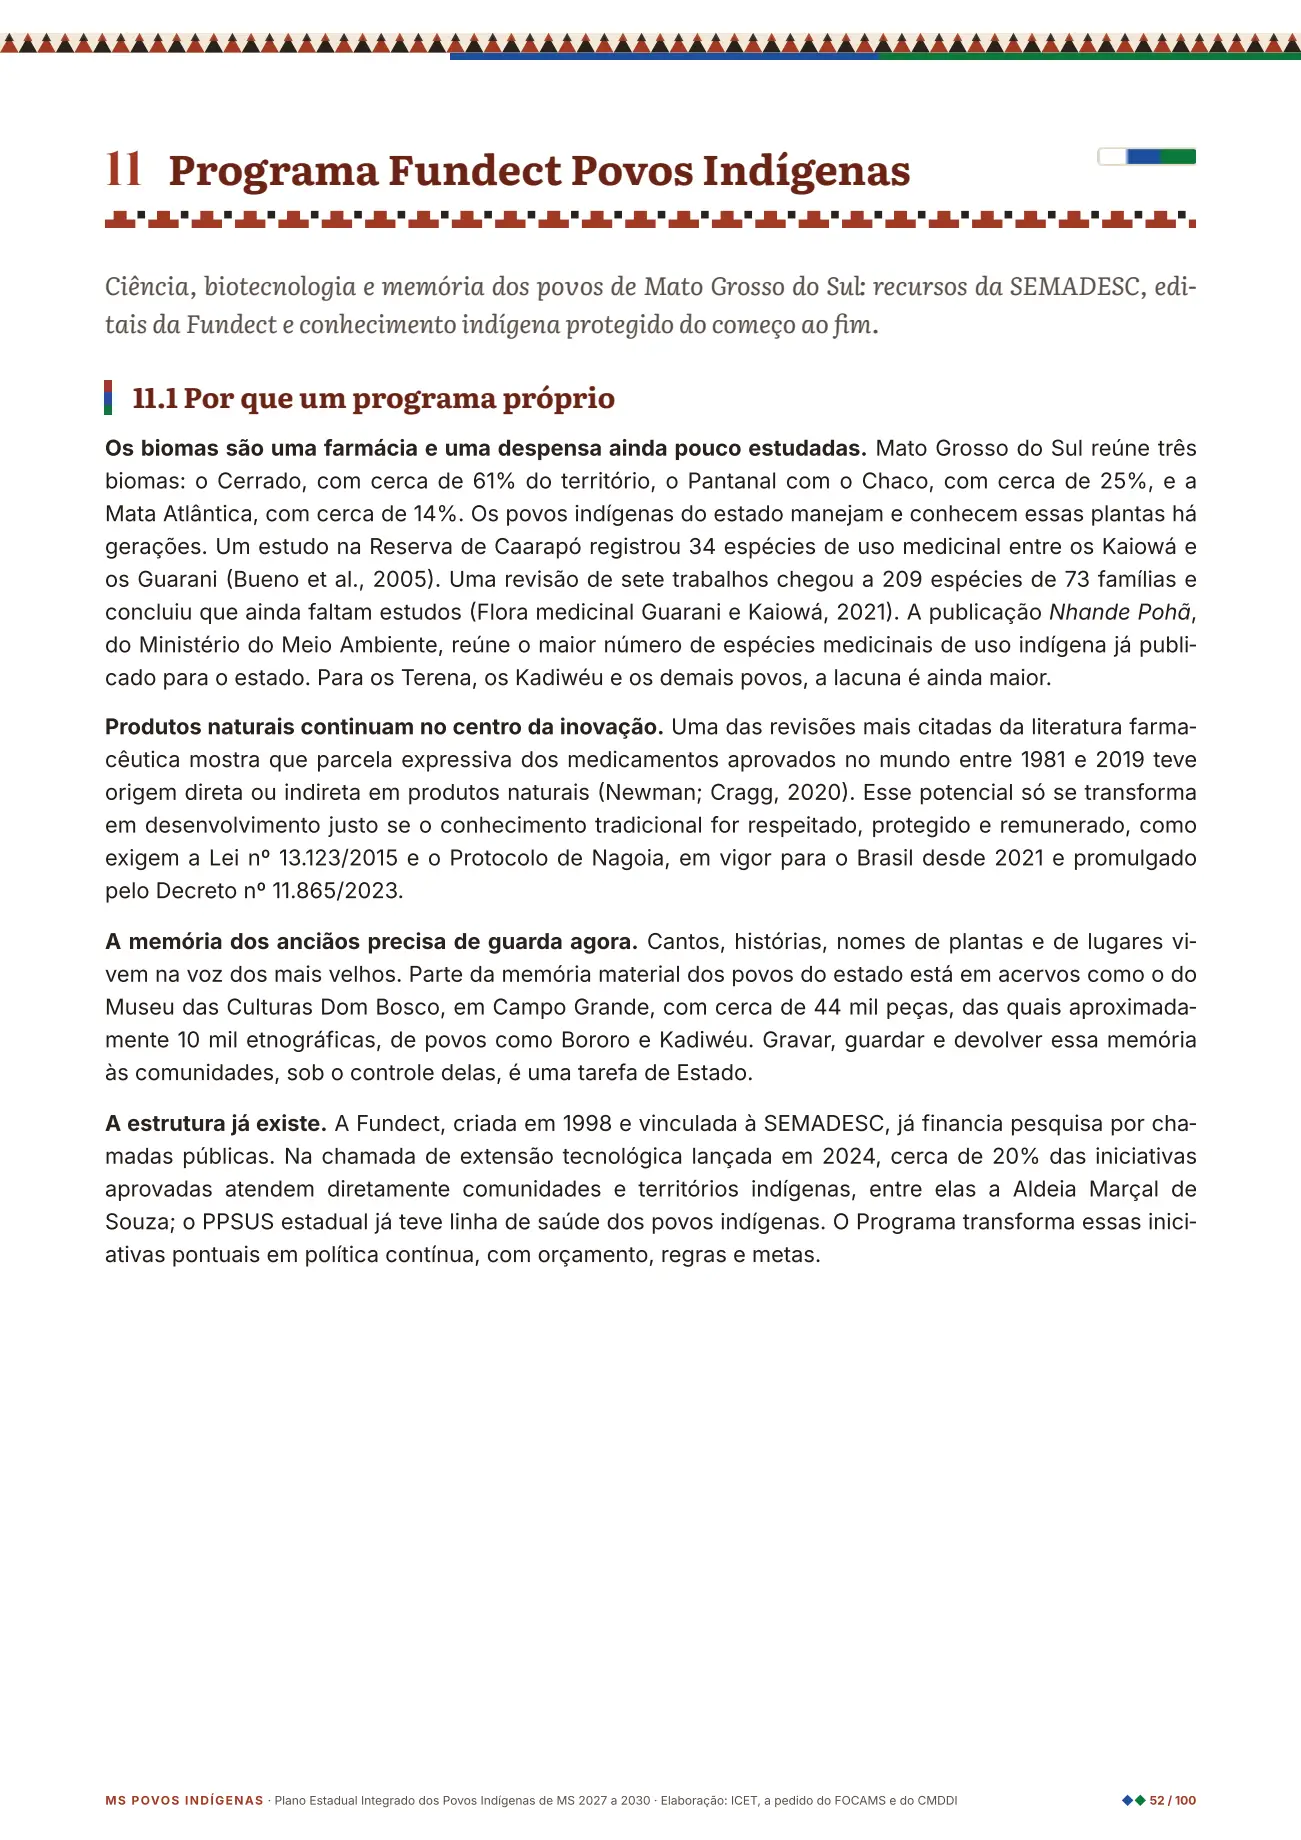 11 Programa Fundect Povos Indígenas
Ciência, biotecnologia e memória dos povos de Mato Grosso do Sul: recursos da SEMADESC, edi-
tais da Fundect e conhecimento indígena protegido do começo ao fim.
11.1 Por que um programa próprio
Os biomas são uma farmácia e uma despensa ainda pouco estudadas. Mato Grosso do Sul reúne três
biomas: o Cerrado, com cerca de 61% do território, o Pantanal com o Chaco, com cerca de 25%, e a
Mata Atlântica, com cerca de 14%. Os povos indígenas do estado manejam e conhecem essas plantas há
gerações. Um estudo na Reserva de Caarapó registrou 34 espécies de uso medicinal entre os Kaiowá e
os Guarani (Bueno et al., 2005). Uma revisão de sete trabalhos chegou a 209 espécies de 73 famílias e
concluiu que ainda faltam estudos (Flora medicinal Guarani e Kaiowá, 2021). A publicação Nhande Pohã,
do Ministério do Meio Ambiente, reúne o maior número de espécies medicinais de uso indígena já publi-
cado para o estado. Para os Terena, os Kadiwéu e os demais povos, a lacuna é ainda maior.
Produtos naturais continuam no centro da inovação. Uma das revisões mais citadas da literatura farma-
cêutica mostra que parcela expressiva dos medicamentos aprovados no mundo entre 1981 e 2019 teve
origem direta ou indireta em produtos naturais (Newman; Cragg, 2020). Esse potencial só se transforma
em desenvolvimento justo se o conhecimento tradicional for respeitado, protegido e remunerado, como
exigem a Lei nº 13.123/2015 e o Protocolo de Nagoia, em vigor para o Brasil desde 2021 e promulgado
pelo Decreto nº 11.865/2023.
A memória dos anciãos precisa de guarda agora. Cantos, histórias, nomes de plantas e de lugares vi-
vem na voz dos mais velhos. Parte da memória material dos povos do estado está em acervos como o do
Museu das Culturas Dom Bosco, em Campo Grande, com cerca de 44 mil peças, das quais aproximada-
mente 10 mil etnográficas, de povos como Bororo e Kadiwéu. Gravar, guardar e devolver essa memória
às comunidades, sob o controle delas, é uma tarefa de Estado.
A estrutura já existe. A Fundect, criada em 1998 e vinculada à SEMADESC, já financia pesquisa por cha-
madas públicas. Na chamada de extensão tecnológica lançada em 2024, cerca de 20% das iniciativas
aprovadas atendem diretamente comunidades e territórios indígenas, entre elas a Aldeia Marçal de
Souza; o PPSUS estadual já teve linha de saúde dos povos indígenas. O Programa transforma essas inici-
ativas pontuais em política contínua, com orçamento, regras e metas.
MS POVOS INDÍGENAS · Plano Estadual Integrado dos Povos Indígenas de MS 2027 a 2030 · Elaboração: ICET, a pedido do FOCAMS e do CMDDI 52 / 100